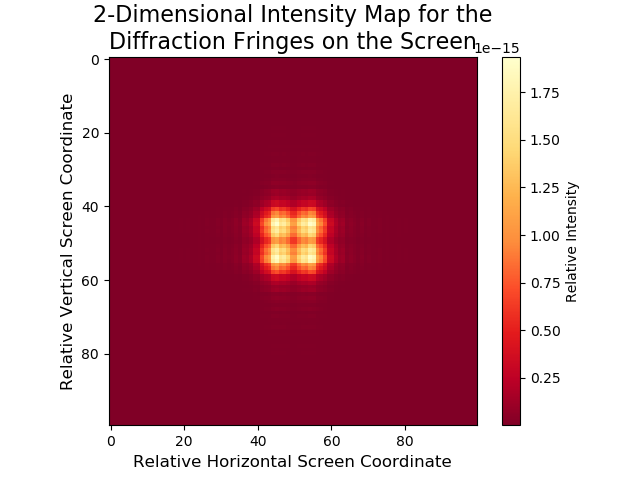 2-Dimensional Intensity Map for the
Diffraction Fringes on the Screen
1e−15
0
20
40
60
80
Relative Vertical Screen Coordinate
0
20
40
60
80
Relative Horizontal Screen Coordinate
1.75
1.50
1.25
1.00
0.75
0.50
0.25
Relative Intensity